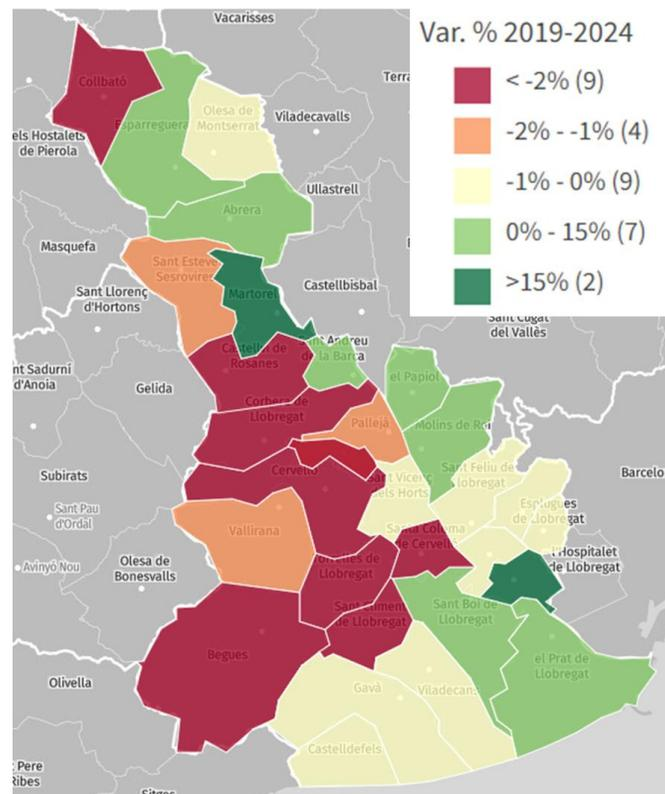 Vacarisses
Var. % 2019-2024
< -2% (9)
-2% - -1% (4)
-1% - 0% (9)
0% - 15% (7)
>15% (2)
Collbató
Terra
Esparreguera
Olesa de
Montserrat
Viladecavalls
els Hostalets
de Pierola
Ullastrell
Abrera
Masquefa
Sant Esteve
Sesrovires
Castellbisbal
Sant Llorenç
d'Hortons
Martorell
Sant Cugat
del Vallès
Sant Andreu
de la Barca
Castellví de
Rosanes
nt Sadurní
d'Anoia
el Papiol
Gelida
Corbera de
Llobregat
Pallejà
Molins de Rei
Cervelló
Sant Feliu de
Llobregat
Barcelo
Subirats
Sant Vicenç
dels Horts
Sant Pau
d'Ordal
Esplugues
de Llobregat
Vallirana
Santa Coloma
de Cervelló
l'Hospitalet
de Llobregat
Avinyó Nou
Olesa de
Bonesvalls
Torrelles de
Llobregat
Sant Climent
de Llobregat
Sant Boi de
Llobregat
Begues
el Prat de
Llobregat
Olivella
Gavà
Viladecans
Castelldefels
t Pere
Ribes
Sitges